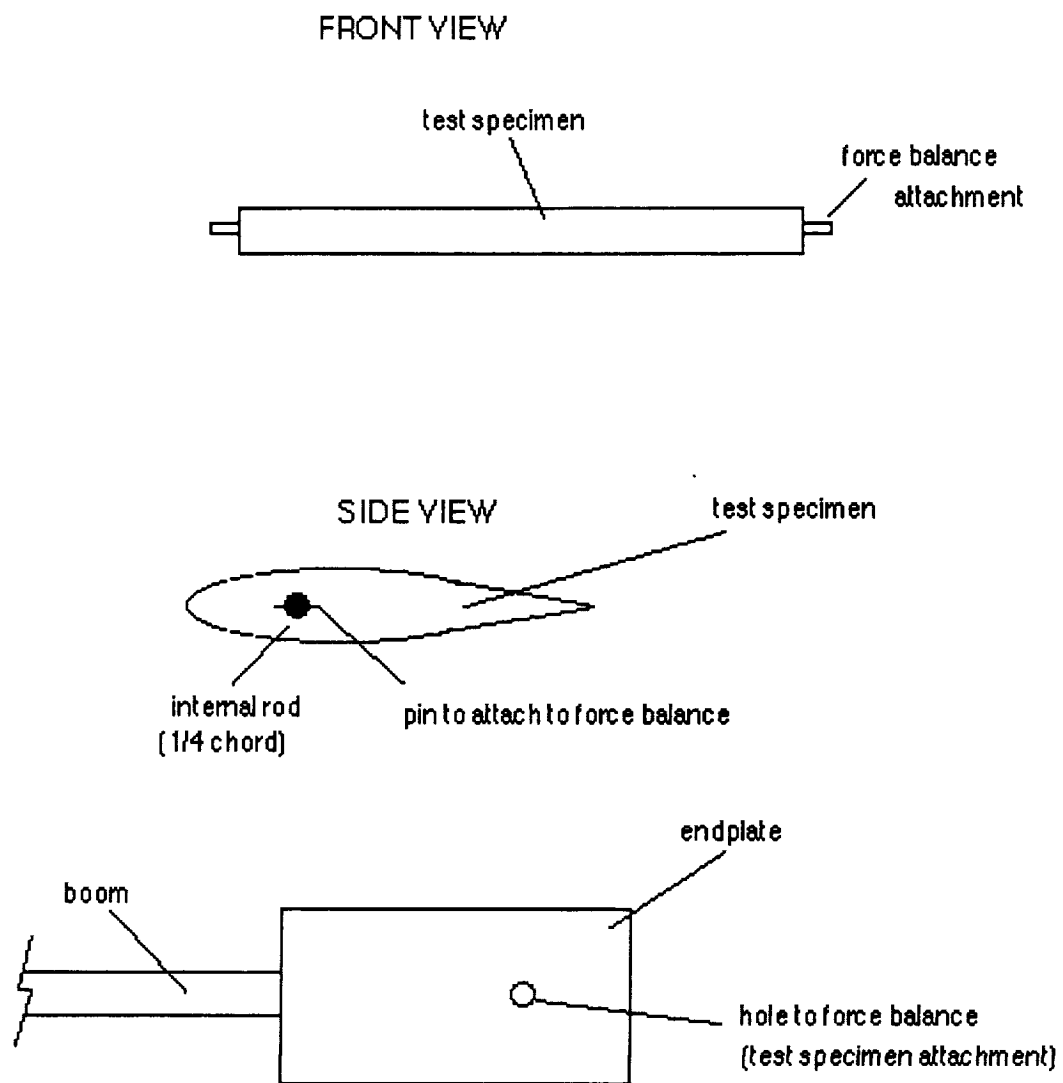 FRONT VIEW
test specimen
force balance
attachment
SIDE VIEW
test specimen
internal rod
(1/4 chord)
pin to attach to force balance
endplate
boom
hole to force balance
(test specimen attachment)